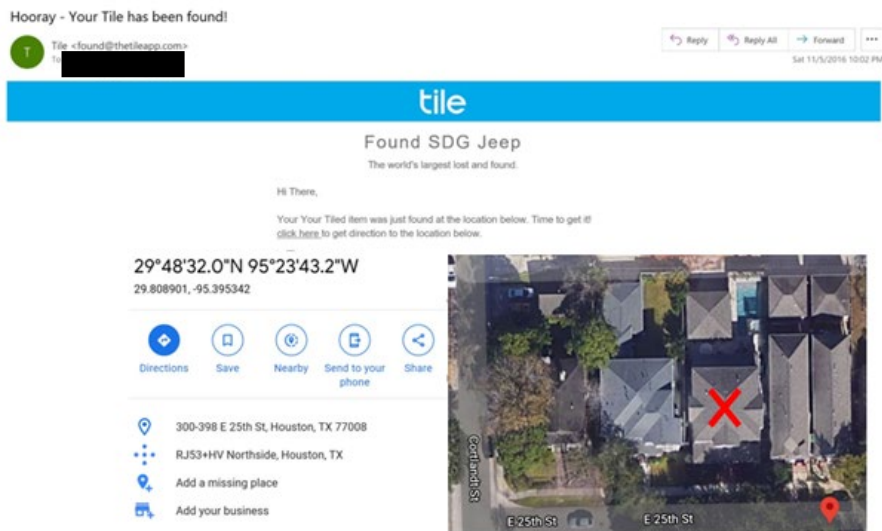 Hooray - Your Tile has been found!
T
Tile <found@thetileapp.com>
To
Reply
Reply All
Forward
Sat 11/5/2016 10:02 PM
tile
Found SDG Jeep
The world's largest lost and found.
Hi There,
Your Your Tiled item was just found at the location below. Time to get it!
click here to get direction to the location below.
29°48'32.0"N 95°23'43.2"W
29.808901, -95.395342
Directions
Save
Nearby
Send to your
phone
Share
300-398 E 25th St, Houston, TX 77008
RJ53+HV Northside, Houston, TX
Add a missing place
Add your business
Cortlandt St
E 25th St
E 25th St